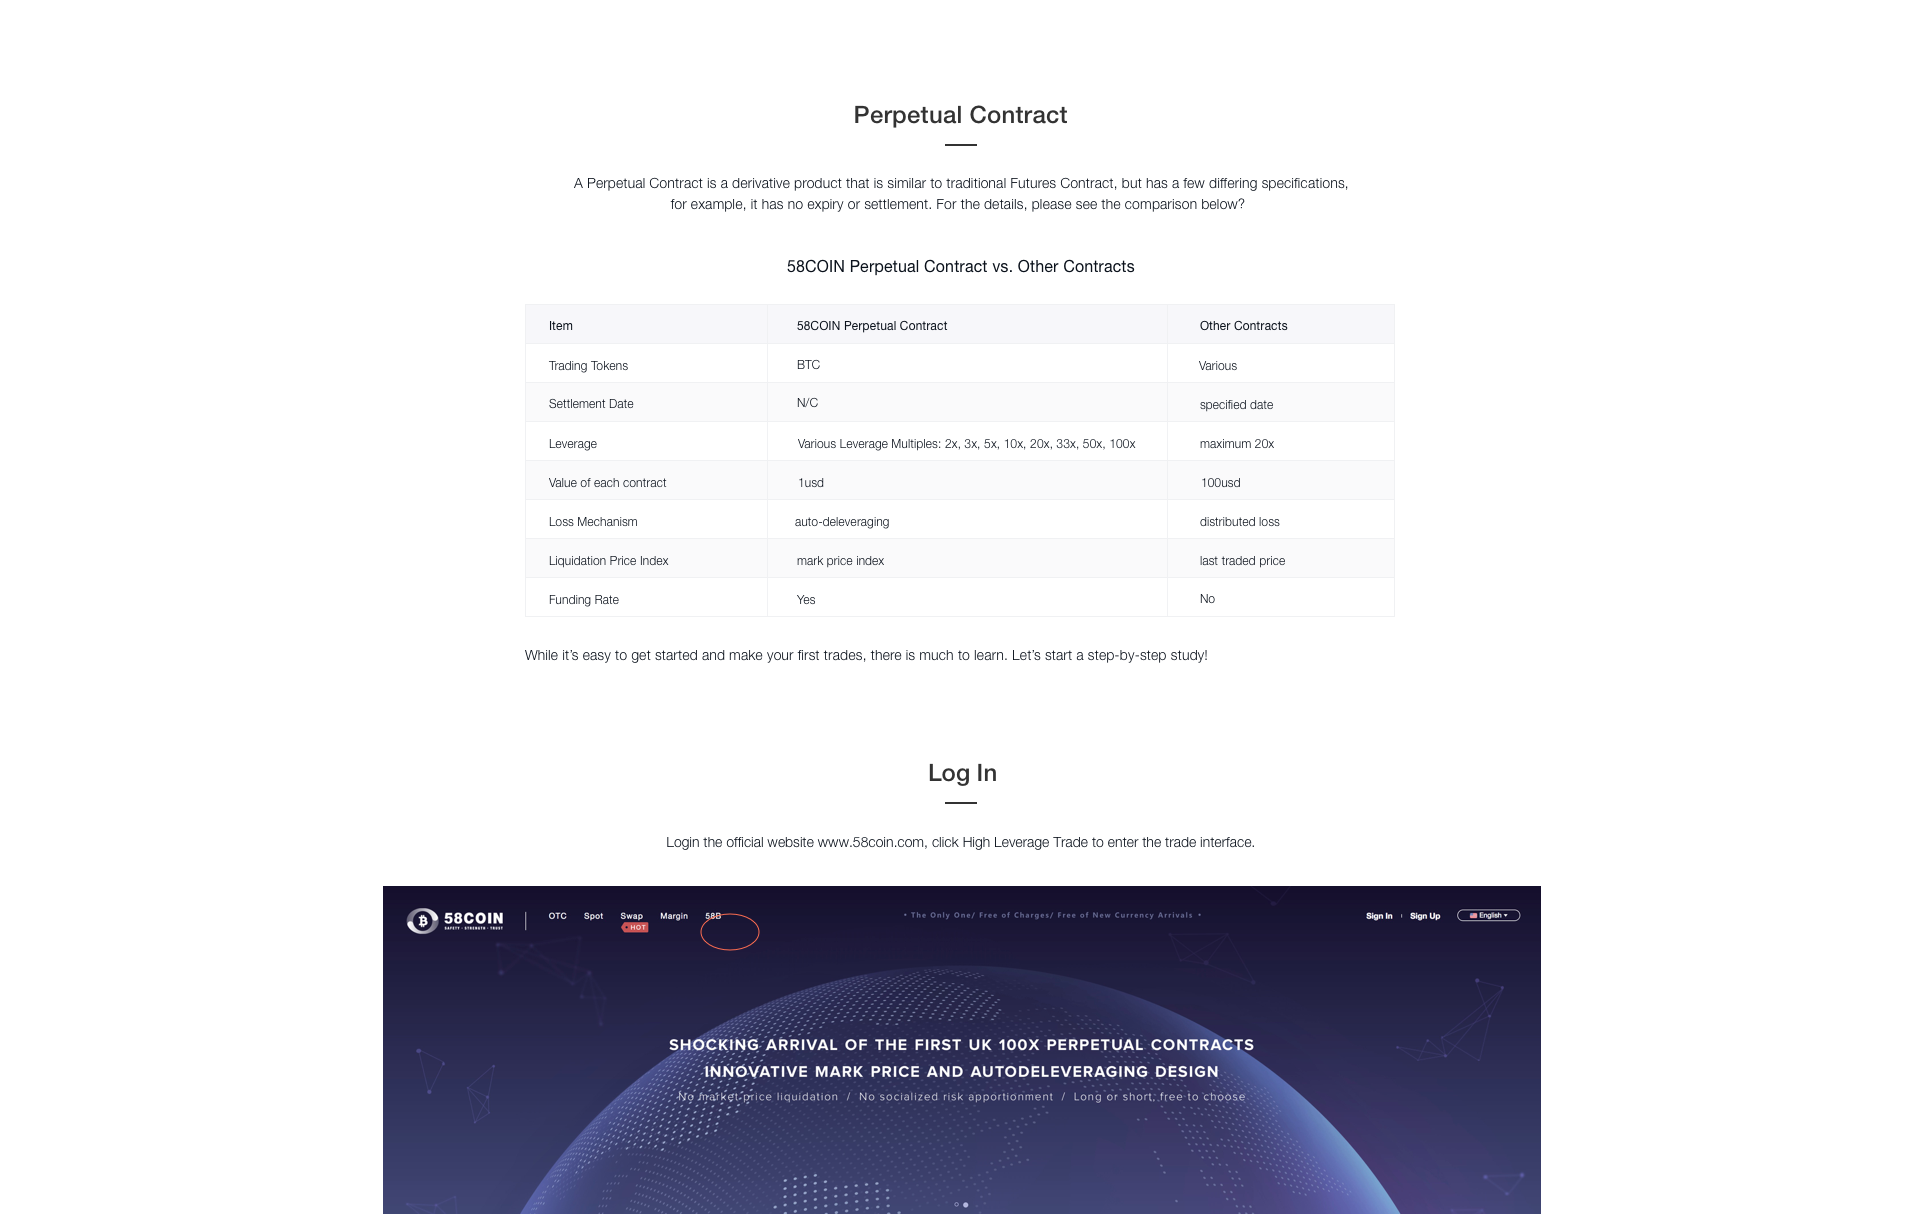 Perpetual Contract
A Perpetual Contract is a derivative product that is similar to traditional Futures Contract, but has a few differing specifications,
for example, it has no expiry or settlement. For the details, please see the comparison below?
58COIN Perpetual Contract vs. Other Contracts
Item 58COIN Perpetual Contract Other Contracts
Trading Tokens BTC Various
Settlement Date N/C specified date
Leverage Various Leverage Multiples: 2x, 3x, 5x, 10x, 20x, 33x, 50x, 100x maximum 20x
Value of each contract 1usd 100usd
Loss Mechanism auto-deleveraging distributed loss
Liquidation Price Index mark price index last traded price
Funding Rate Yes No
While it’s easy to get started and make your first trades, there is much to learn. Let’s start a step-by-step study!
Log In
Login the official website www.58coin.com, click High Leverage Trade to enter the trade interface.
58COIN OTC Spot Swap Margin 58B • The Only One/ Free of Charges/ Free of New Currency Arrivals • Sign In Sign Up English
SAFETY · STRENGTH · TRUST HOT
SHOCKING ARRIVAL OF THE FIRST UK 100X PERPETUAL CONTRACTS
INNOVATIVE MARK PRICE AND AUTODELEVERAGING DESIGN
No market price liquidation / No socialized risk apportionment / Long or short, free to choose